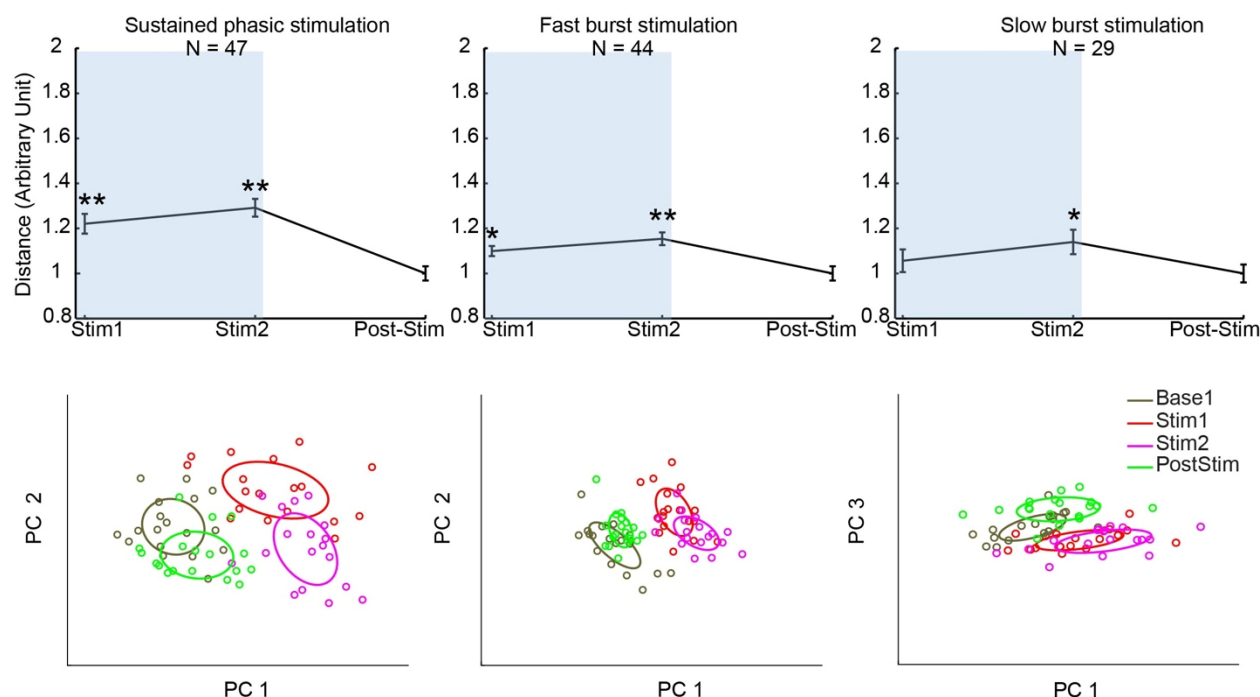 Sustained phasic stimulation
N = 47
Fast burst stimulation
N = 44
Slow burst stimulation
N = 29
Distance (Arbitrary Unit)
2
1.8
1.6
1.4
1.2
1
0.8
**
**
Stim1
Stim2
Post-Stim
2
1.8
1.6
1.4
1.2
1
0.8
*
**
Stim1
Stim2
Post-Stim
2
1.8
1.6
1.4
1.2
1
0.8
*
Stim1
Stim2
Post-Stim
PC 2
PC 1
PC 2
PC 1
PC 3
PC 1
Base1
Stim1
Stim2
PostStim